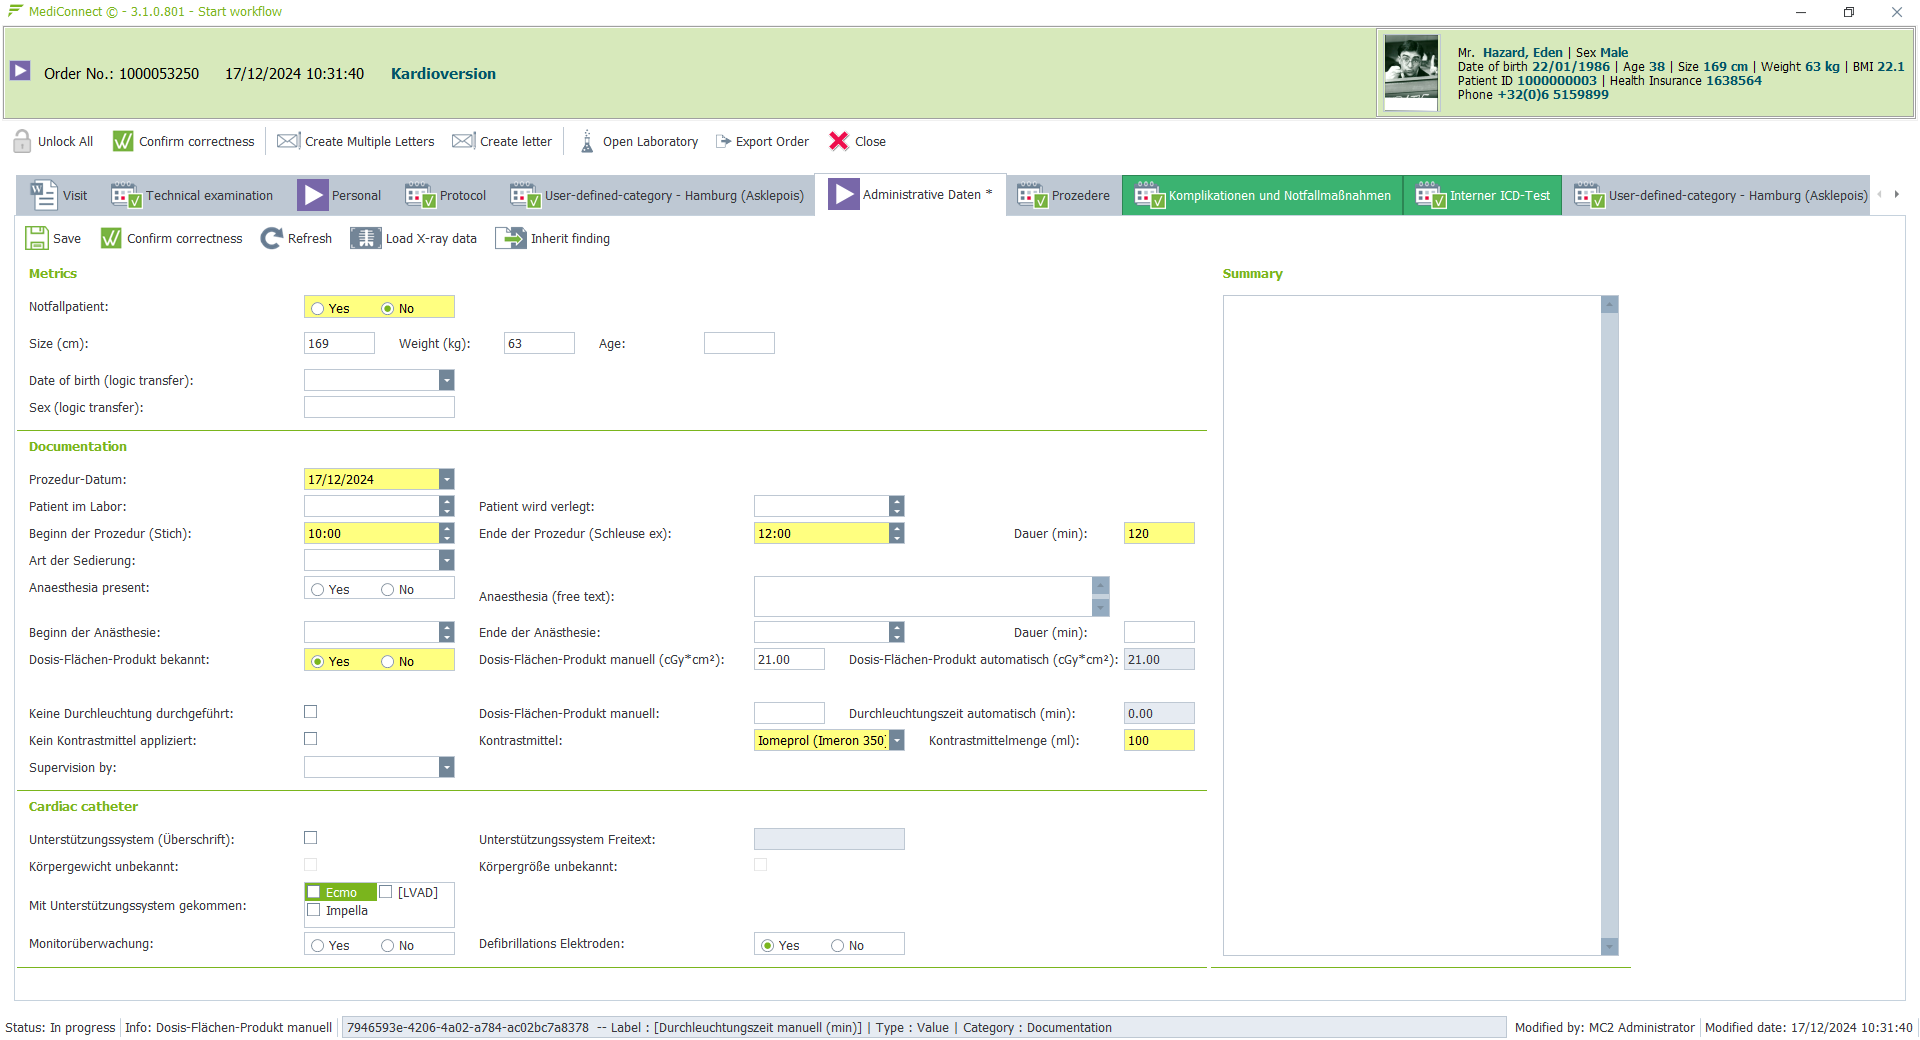 MediConnect © - 3.1.0.801 - Start workflow
Order No.: 1000053250 17/12/2024 10:31:40 Kardioversion
Mr. Hazard, Eden | Sex Male
Date of birth 22/01/1986 | Age 38 | Size 169 cm | Weight 63 kg | BMI 22.1
Patient ID 1000000003 | Health Insurance 1638564
Phone +32(0)6 5159899
Unlock All Confirm correctness Create Multiple Letters Create letter Open Laboratory Export Order Close
Visit Technical examination Personal Protocol User-defined-category - Hamburg (Asklepois) Administrative Daten * Prozedere Komplikationen und Notfallmaßnahmen Interner ICD-Test User-defined-category - Hamburg (Asklepois)
Save Confirm correctness Refresh Load X-ray data Inherit finding
Metrics Summary
Notfallpatient: Yes No
Size (cm): 169 Weight (kg): 63 Age:
Date of birth (logic transfer):
Sex (logic transfer):
Documentation
Prozedur-Datum: 17/12/2024
Patient im Labor: Patient wird verlegt:
Beginn der Prozedur (Stich): 10:00 Ende der Prozedur (Schleuse ex): 12:00 Dauer (min): 120
Art der Sedierung:
Anaesthesia present: Yes No Anaesthesia (free text):
Beginn der Anästhesie: Ende der Anästhesie: Dauer (min):
Dosis-Flächen-Produkt bekannt: Yes No Dosis-Flächen-Produkt manuell (cGy*cm²): 21.00 Dosis-Flächen-Produkt automatisch (cGy*cm²): 21.00
Keine Durchleuchtung durchgeführt: Dosis-Flächen-Produkt manuell: Durchleuchtungszeit automatisch (min): 0.00
Kein Kontrastmittel appliziert: Kontrastmittel: Iomeprol (Imeron 350) Kontrastmittelmenge (ml): 100
Supervision by:
Cardiac catheter
Unterstützungssystem (Überschrift): Unterstützungssystem Freitext:
Körpergewicht unbekannt: Körpergröße unbekannt:
Mit Unterstützungssystem gekommen: Ecmo [LVAD]
Impella
Monitorüberwachung: Yes No Defibrillations Elektroden: Yes No
Status: In progress Info: Dosis-Flächen-Produkt manuell 7946593e-4206-4a02-a784-ac02bc7a8378 -- Label : [Durchleuchtungszeit manuell (min)] | Type : Value | Category : Documentation Modified by: MC2 Administrator Modified date: 17/12/2024 10:31:40